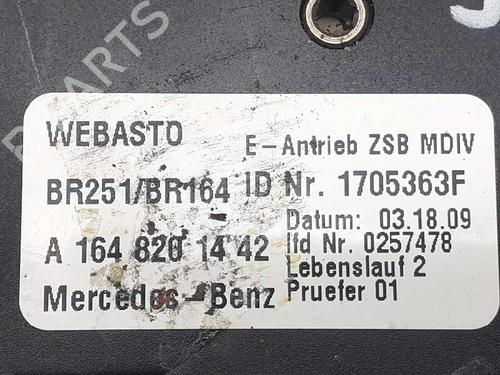 WEBASTO E-Antrieb ZSB MDIV
BR251/BR164 ID Nr. 1705363F
Datum: 03.18.09
A 164 820 14 42 lfd Nr. 0257478
Lebenslauf 2
Mercedes-Benz Pruefer 01